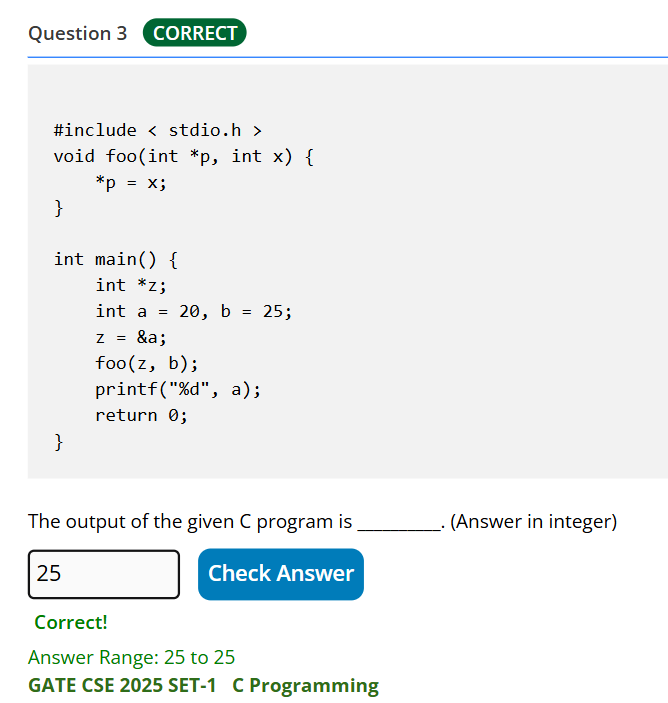 Question 3 CORRECT
#include < stdio.h >
void foo(int *p, int x) {
    *p = x;
}
int main() {
    int *z;
    int a = 20, b = 25;
    z = &a;
    foo(z, b);
    printf("%d", a);
    return 0;
}
The output of the given C program is __________. (Answer in integer)
25 Check Answer
Correct!
Answer Range: 25 to 25
GATE CSE 2025 SET-1 C Programming